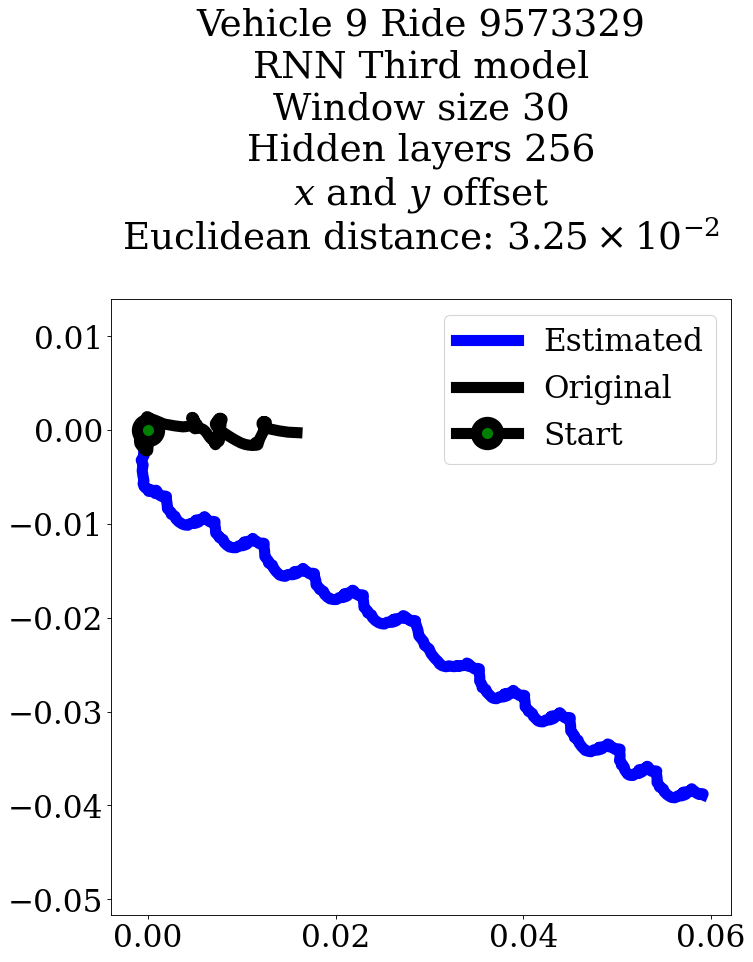 Vehicle 9 Ride 9573329
RNN Third model
Window size 30
Hidden layers 256
x and y offset
Euclidean distance: 3.25 × 10⁻²
Estimated
Original
Start
0.01
0.00
−0.01
−0.02
−0.03
−0.04
−0.05
0.00 0.02 0.04 0.06